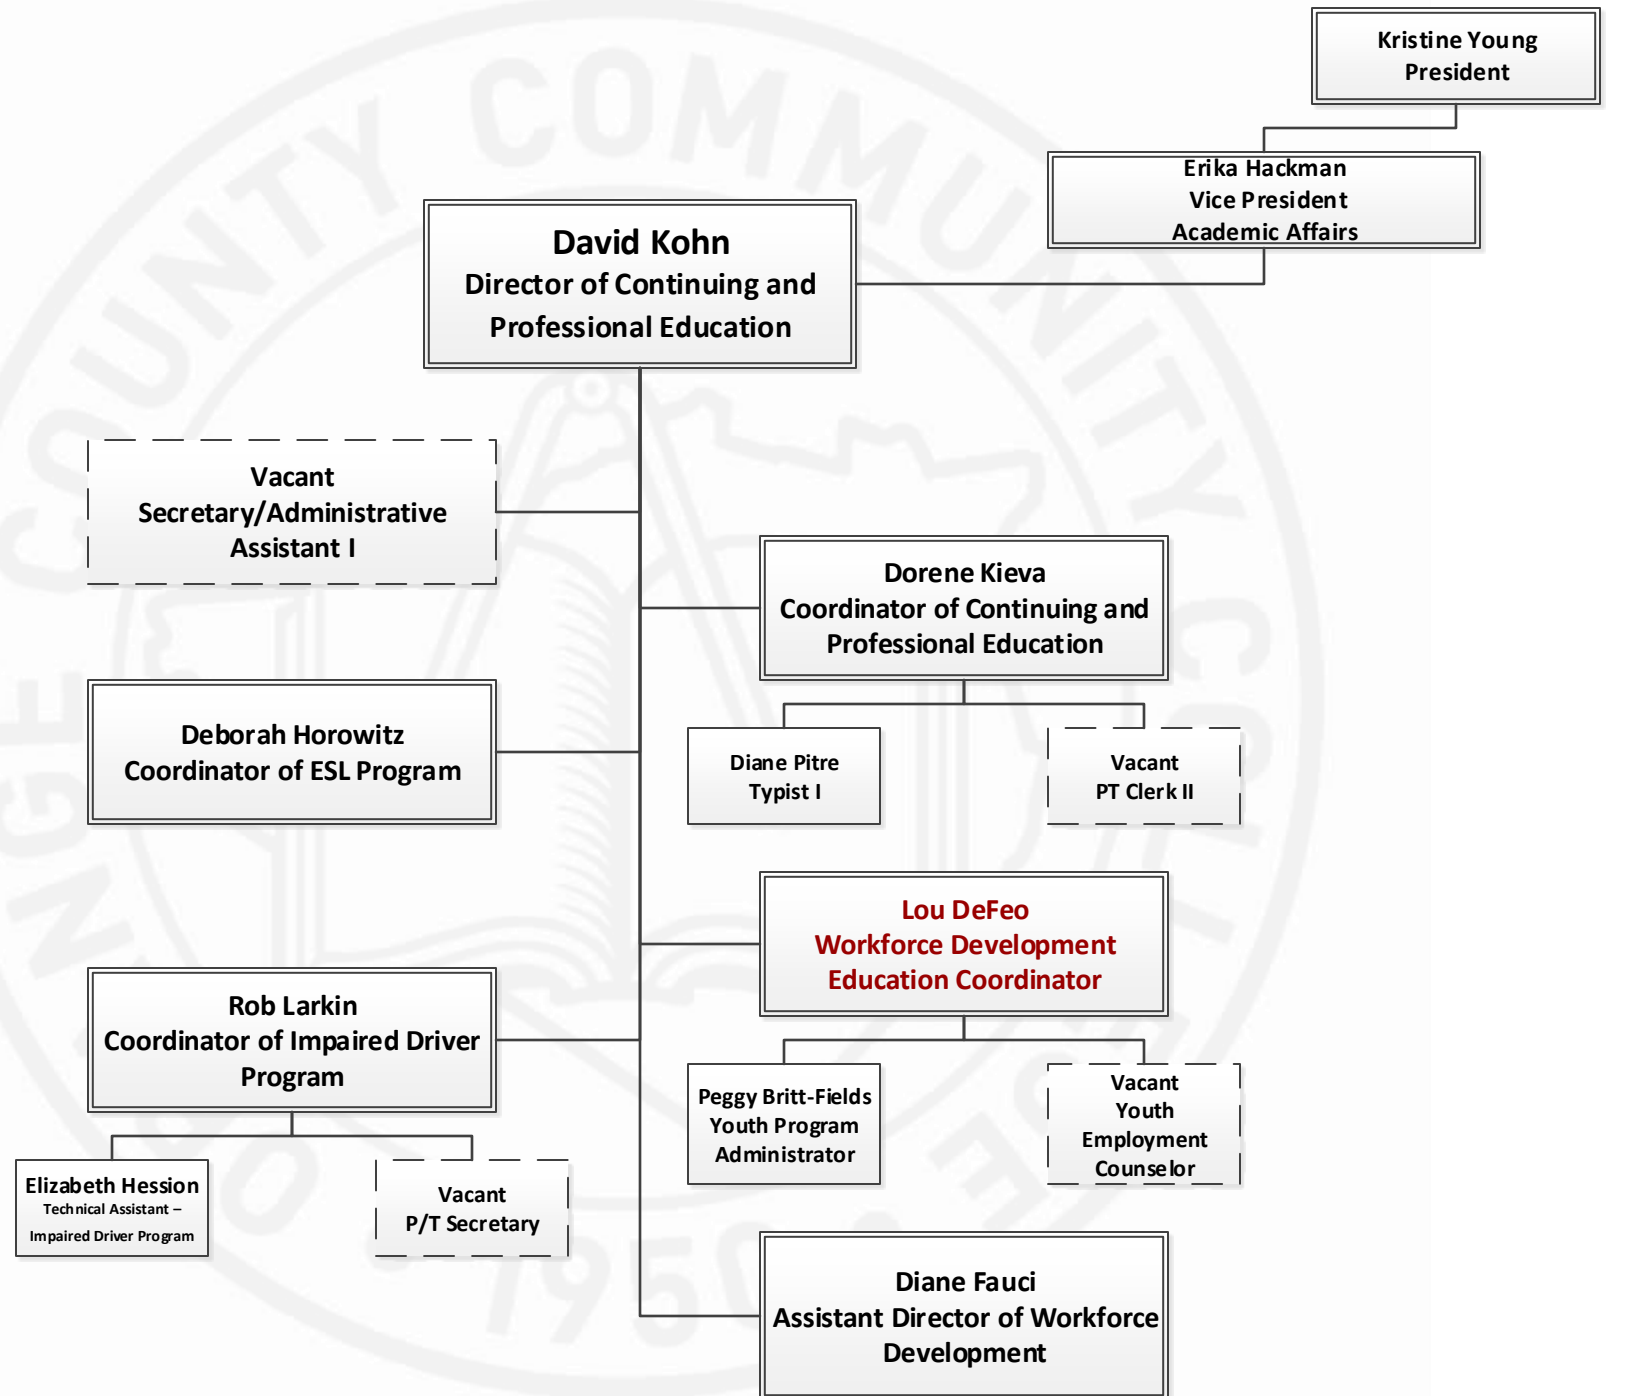 Kristine Young
President
Erika Hackman
Vice President
Academic Affairs
David Kohn
Director of Continuing and
Professional Education
Vacant
Secretary/Administrative
Assistant I
Dorene Kieva
Coordinator of Continuing and
Professional Education
Deborah Horowitz
Coordinator of ESL Program
Diane Pitre
Typist I
Vacant
PT Clerk II
Lou DeFeo
Workforce Development
Education Coordinator
Rob Larkin
Coordinator of Impaired Driver
Program
Peggy Britt-Fields
Youth Program
Administrator
Vacant
Youth
Employment
Counselor
Elizabeth Hession
Technical Assistant –
Impaired Driver Program
Vacant
P/T Secretary
Diane Fauci
Assistant Director of Workforce
Development
COUNTY COMMUNITY